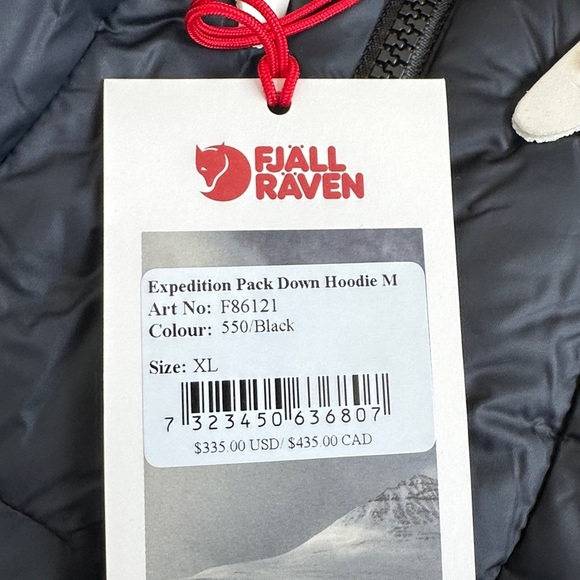 FJÄLL
RÄVEN
Expedition Pack Down Hoodie M
Art No: F86121
Colour: 550/Black
Size: XL
7 323450 636807
$335.00 USD/ $435.00 CAD